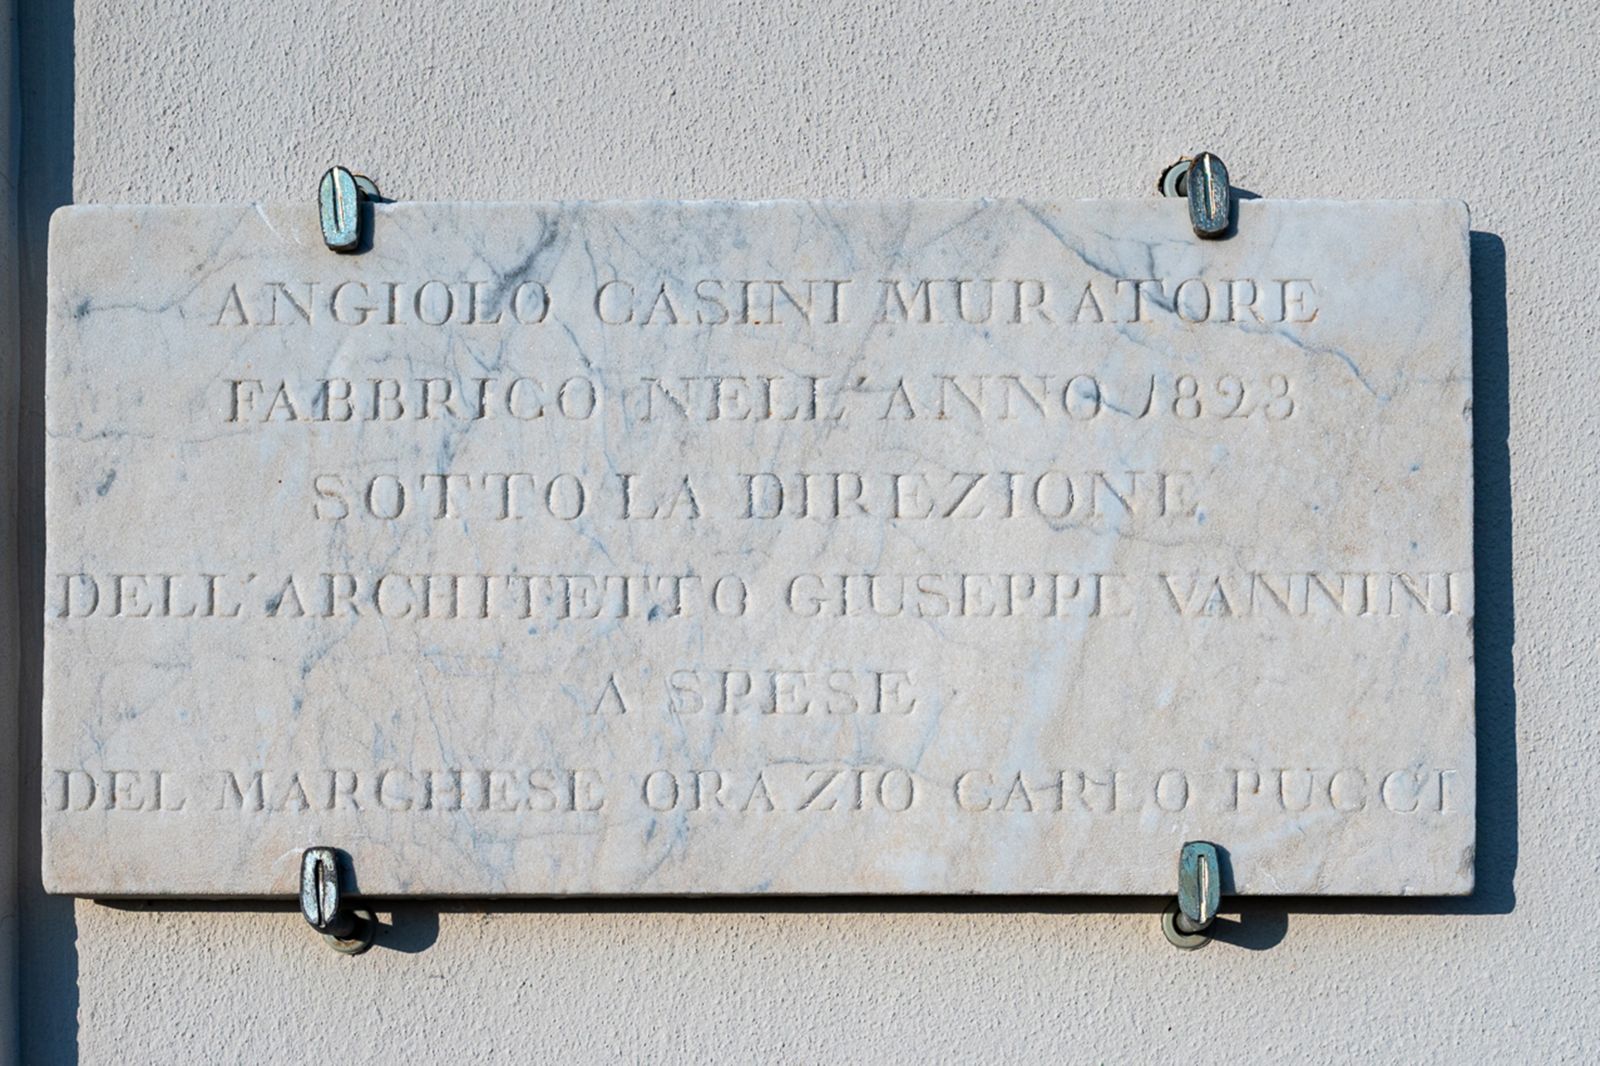 ANGIOLO CASINI MURATORE
FABBRICO NELL'ANNO 1823
SOTTO LA DIREZIONE
DELL'ARCHITETTO GIUSEPPE VANNINI
A SPESE
DEL MARCHESE ORAZIO CARLO PUCCI